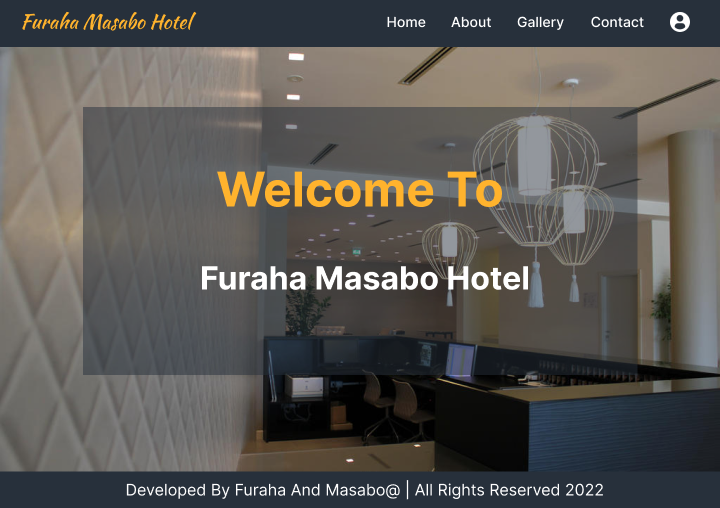 Furaha Masabo Hotel
Home About Gallery Contact
Welcome To
Furaha Masabo Hotel
Developed By Furaha And Masabo@ | All Rights Reserved 2022